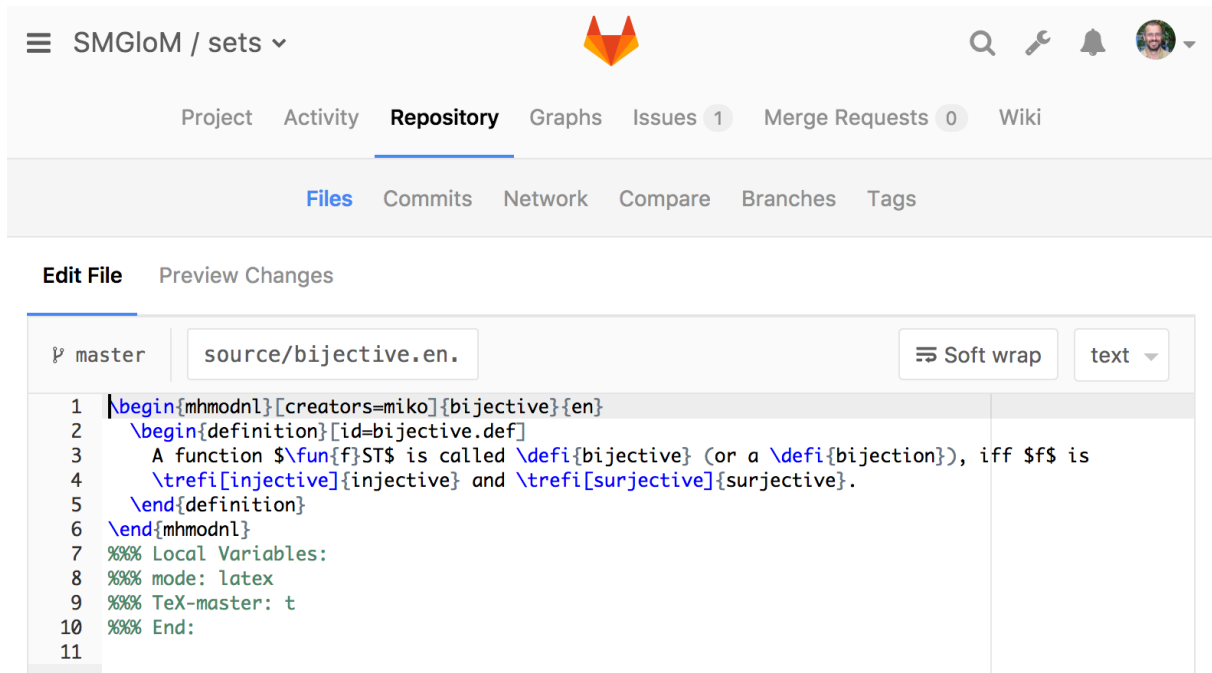 SMGloM / sets
Project Activity Repository Graphs Issues 1 Merge Requests 0 Wiki
Files Commits Network Compare Branches Tags
Edit File Preview Changes
master source/bijective.en. Soft wrap text
1 \begin{mhmodnl}[creators=miko]{bijective}{en}
2 \begin{definition}[id=bijective.def]
3 A function $\fun{f}ST$ is called \defi{bijective} (or a \defi{bijection}), iff $f$ is
4 \trefi[injective]{injective} and \trefi[surjective]{surjective}.
5 \end{definition}
6 \end{mhmodnl}
7 %%% Local Variables:
8 %%% mode: latex
9 %%% TeX-master: t
10 %%% End:
11